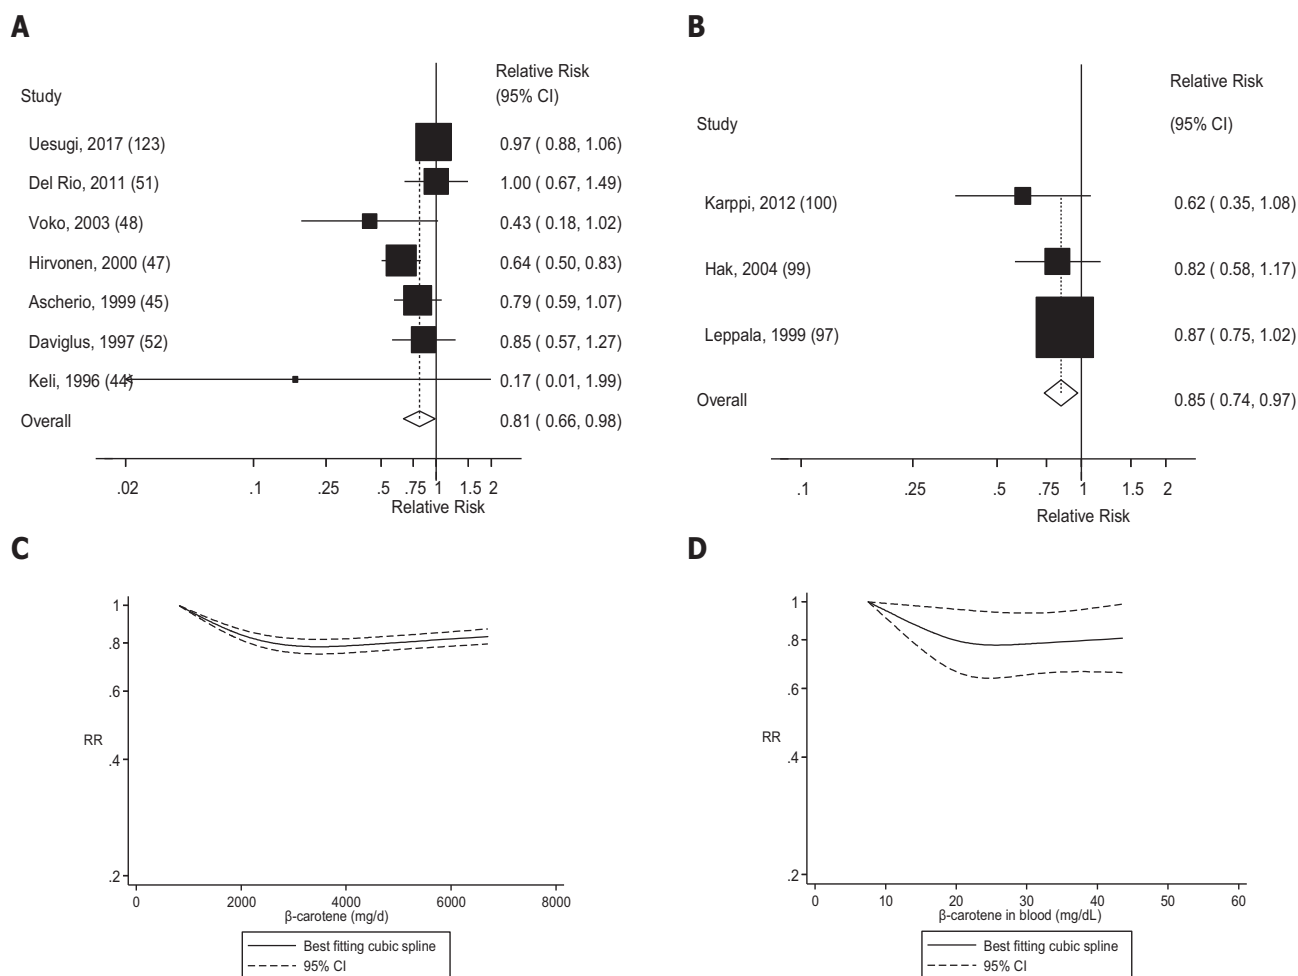 A
Relative Risk
Study
(95% CI)
Uesugi, 2017 (123) 0.97 ( 0.88, 1.06)
Del Rio, 2011 (51) 1.00 ( 0.67, 1.49)
Voko, 2003 (48) 0.43 ( 0.18, 1.02)
Hirvonen, 2000 (47) 0.64 ( 0.50, 0.83)
Ascherio, 1999 (45) 0.79 ( 0.59, 1.07)
Daviglus, 1997 (52) 0.85 ( 0.57, 1.27)
Keli, 1996 (44) 0.17 ( 0.01, 1.99)
Overall 0.81 ( 0.66, 0.98)
.02 .1 .25 .5 .75 1 1.5 2
Relative Risk
B
Relative Risk
Study
(95% CI)
Karppi, 2012 (100) 0.62 ( 0.35, 1.08)
Hak, 2004 (99) 0.82 ( 0.58, 1.17)
Leppala, 1999 (97) 0.87 ( 0.75, 1.02)
Overall 0.85 ( 0.74, 0.97)
.1 .25 .5 .75 1 1.5 2
Relative Risk
C
1
.8
.6
RR
.4
.2
0 2000 4000 6000 8000
β-carotene (mg/d)
Best fitting cubic spline
95% CI
D
1
.8
.6
RR
.4
.2
0 10 20 30 40 50 60
β-carotene in blood (mg/dL)
Best fitting cubic spline
95% CI